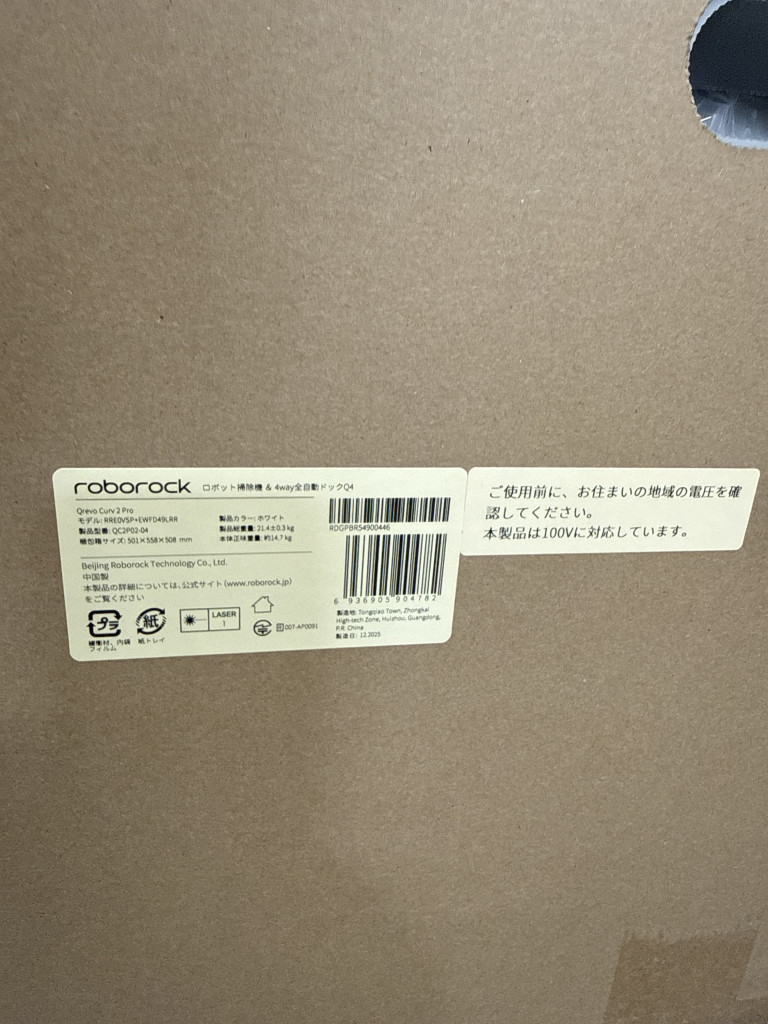 roborock ロボット掃除機 & 4way全自動ドックQ4
Qrevo Curv 2 Pro
モデル: RRE0VSP+EWFD49LRR
製品型番: QC2P02-04
梱包箱サイズ: 501×558×508 mm
製品カラー: ホワイト
製品総重量: 21.4±0.3 kg
本体正味重量: 約14.7 kg
Beijing Roborock Technology Co., Ltd.
中国製
本製品の詳細については、公式サイト (www.roborock.jp)
をご覧ください
プラ
緩衝材、内袋
フィルム
紙
紙トレイ
LASER
1
007-AP0091
RDGPBR54900446
6 936905 904782
製造地: Tongqiao Town, Zhongkai
High-tech Zone, Huizhou, Guangdong,
P.R. China
製造日: 12.2025
ご使用前に、お住まいの地域の電圧を確
認してください。
本製品は100Vに対応しています。